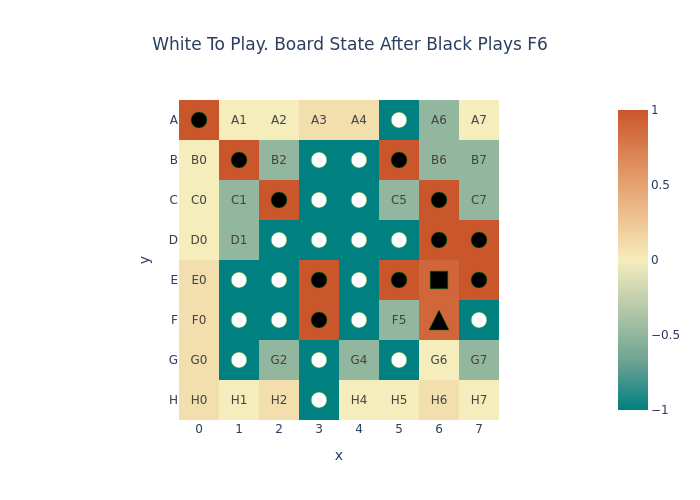 White To Play. Board State After Black Plays F6
A A1 A2 A3 A4 A6 A7 1
B B0 B2 B6 B7
C C0 C1 C5 C7 0.5
D D0 D1
y E E0 0
F F0 F5
G G0 G2 G4 G6 G7 −0.5
H H0 H1 H2 H4 H5 H6 H7 −1
0 1 2 3 4 5 6 7
x